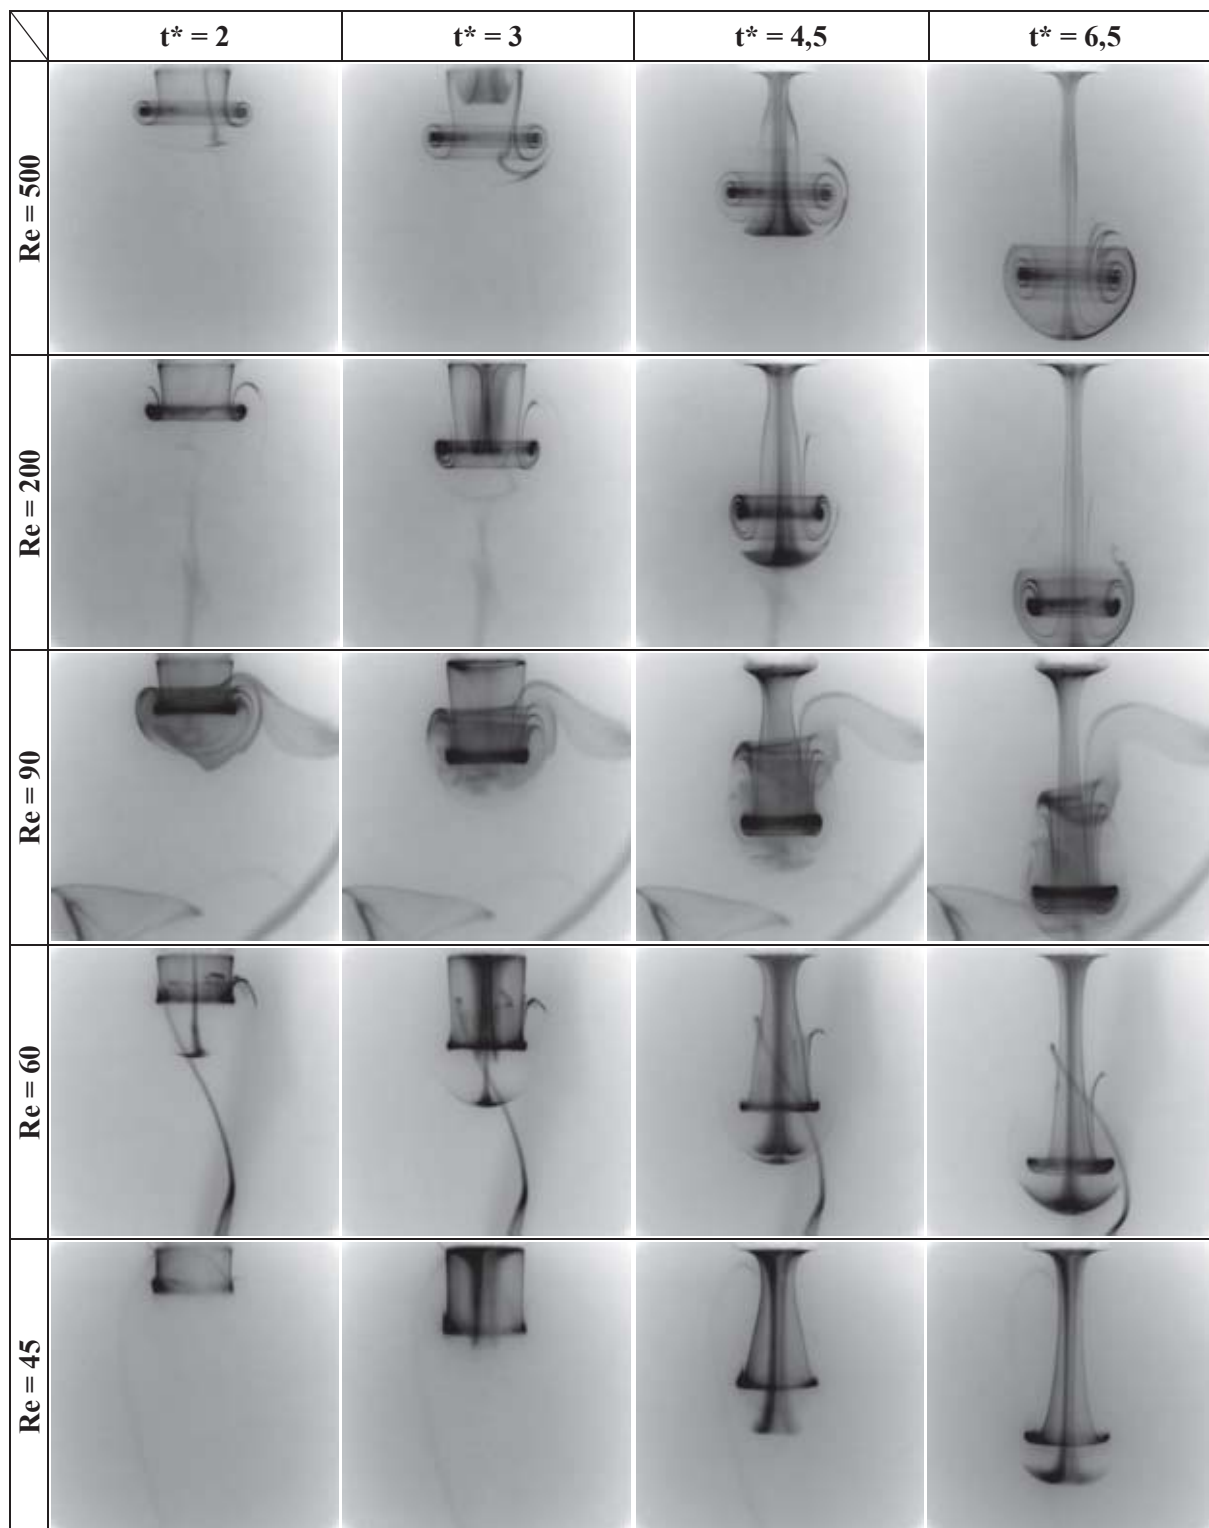 t* = 2
t* = 3
t* = 4,5
t* = 6,5
Re = 500
Re = 200
Re = 90
Re = 60
Re = 45